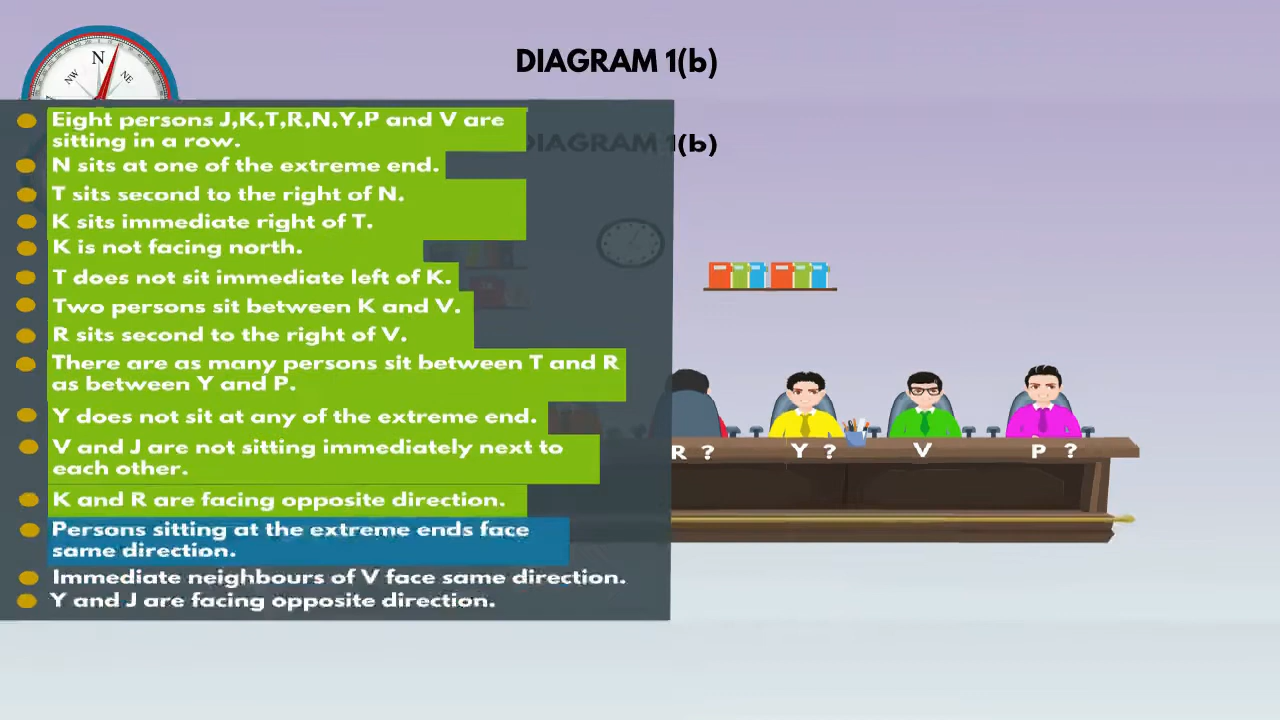 DIAGRAM 1(b)
N
NW
NE
DIAGRAM 1(b)
Eight persons J,K,T,R,N,Y,P and V are
sitting in a row.
N sits at one of the extreme end.
T sits second to the right of N.
K sits immediate right of T.
K is not facing north.
T does not sit immediate left of K.
Two persons sit between K and V.
R sits second to the right of V.
There are as many persons sit between T and R
as between Y and P.
Y does not sit at any of the extreme end.
V and J are not sitting immediately next to
each other.
K and R are facing opposite direction.
Persons sitting at the extreme ends face
same direction.
Immediate neighbours of V face same direction.
Y and J are facing opposite direction.
R ? Y ? V P ?